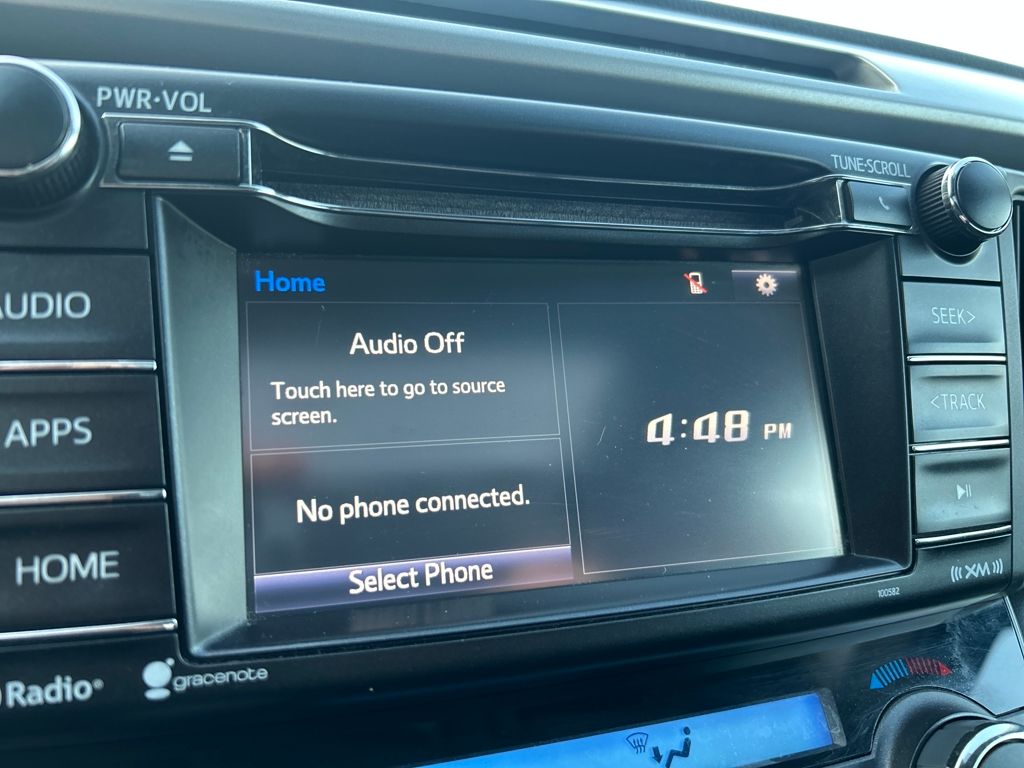 PWR·VOL
TUNE·SCROLL
Home
AUDIO
Audio Off
SEEK>
Touch here to go to source
screen.
<TRACK
4:48 PM
APPS
No phone connected.
HOME
Select Phone
XM
100582
Radio®
gracenote